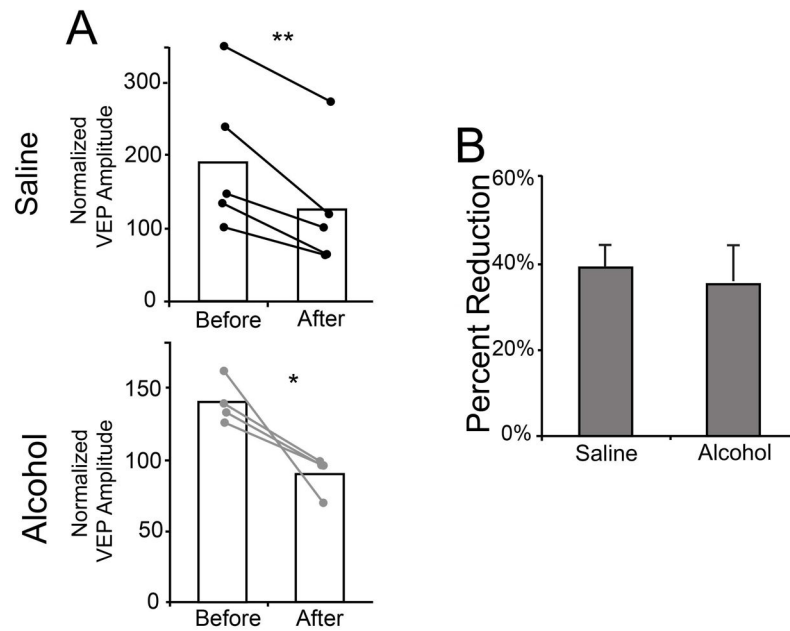 A
Saline
Normalized
VEP Amplitude
300
200
100
0
**
Before
After
Alcohol
Normalized
VEP Amplitude
150
100
50
0
*
Before
After
B
Percent Reduction
60%
40%
20%
0%
Saline
Alcohol